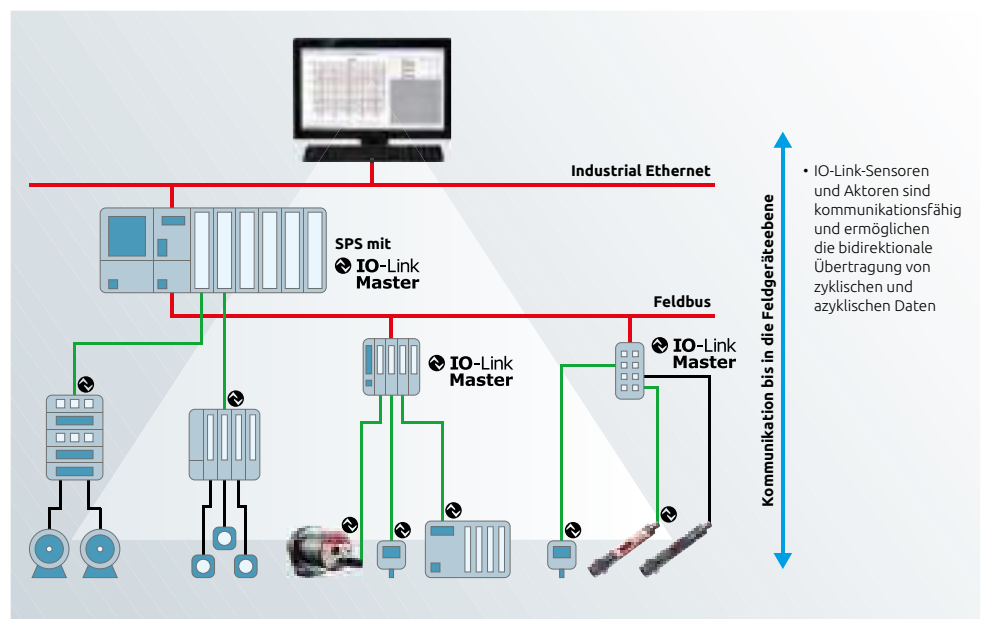 Industrial Ethernet
SPS mit
IO-Link
Master
Feldbus
IO-Link
Master
IO-Link
Master
Kommunikation bis in die Feldgeräteebene
• IO-Link-Sensoren
und Aktoren sind
kommunikationsfähig
und ermöglichen
die bidirektionale
Übertragung von
zyklischen und
azyklischen Daten